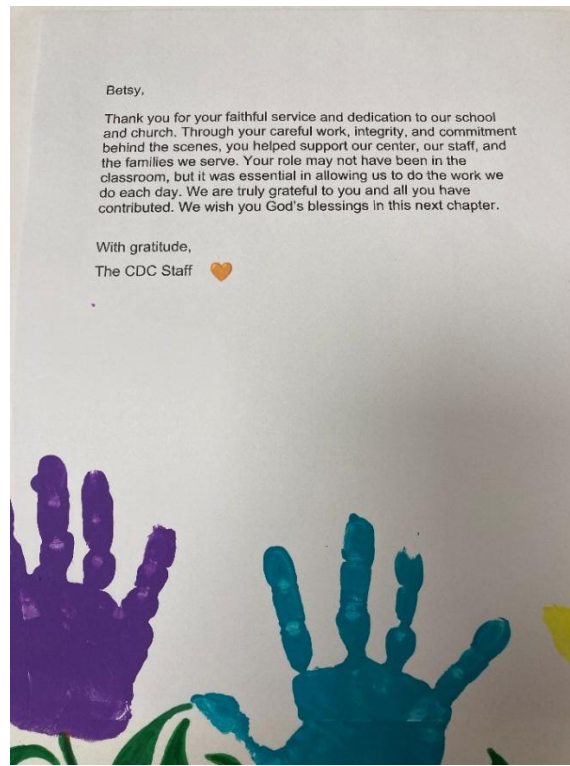 Betsy,
Thank you for your faithful service and dedication to our school
and church. Through your careful work, integrity, and commitment
behind the scenes, you helped support our center, our staff, and
the families we serve. Your role may not have been in the
classroom, but it was essential in allowing us to do the work we
do each day. We are truly grateful to you and all you have
contributed. We wish you God's blessings in this next chapter.
With gratitude,
The CDC Staff 🧡